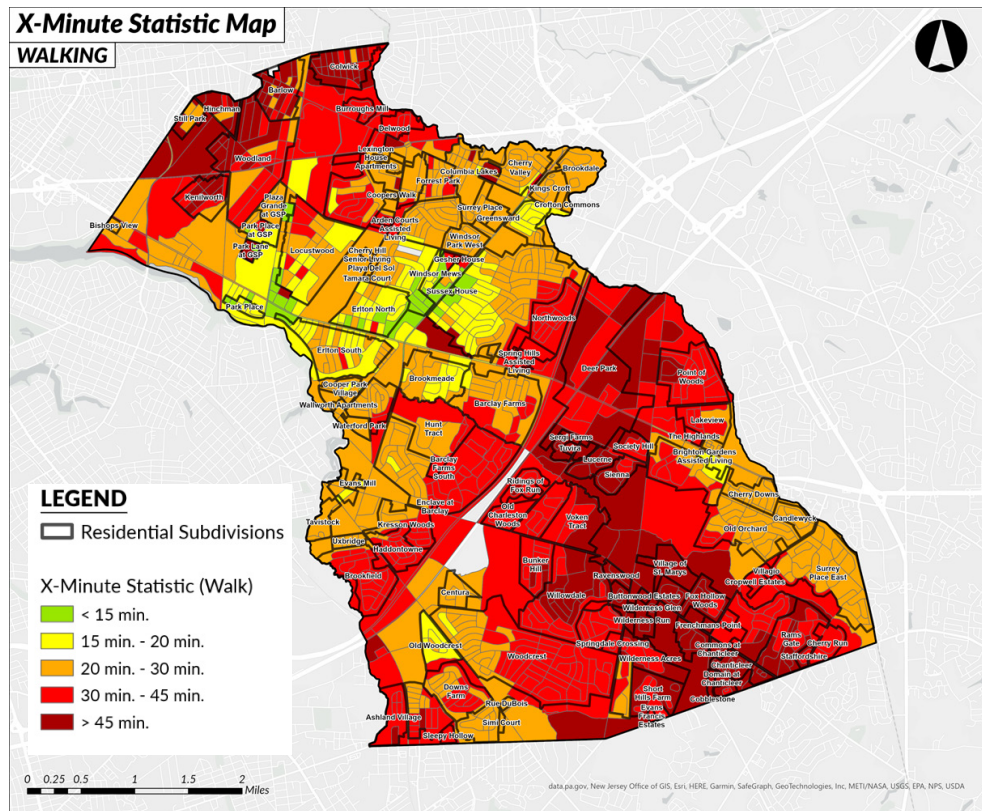 X-Minute Statistic Map
WALKING
Colwick
Barlow
Hinchman
Still Park
Burroughs Mill
Delwood
Woodland
Lexington
House
Apartments
Cherry
Valley
Brookdale
Columbia Lakes
Forrest Park
Kings Croft
Kenilworth
Coopers Walk
Plaza
Grande
at GSP
Crofton Commons
Surrey Place
Greensward
Bishops View
Park Place
at GSP
Arden Courts
Assisted
Living
Windsor
Park West
Park Lane
at GSP
Locustwood
Cherry Hill
Senior Living
Playa Del Sol
Tamara Court
Gesher House
Windsor Mews
Sussex House
Park Place
Erlton North
Northwoods
Erlton South
Spring Hills
Assisted
Living
Deer Park
Point of
Woods
Brookmeade
Cooper Park
Village
Wallworth Apartments
Barclay Farms
Waterford Park
Hunt
Tract
Lakeview
Sergi Farms
Tuvira
Society Hill
The Highlands
Brighton Gardens
Assisted Living
Lucerne
Sienna
Barclay
Farms
South
Evans Mill
Ridings of
Fox Run
Cherry Downs
Enclave at
Barclay
Old
Charleston
Woods
Voken
Tract
Candlewyck
Old Orchard
Tavistock
Kresson Woods
Uxbridge
Haddontowne
Brookfield
Bunker
Hill
Village of
St. Marys
Ravenswood
Villagio
Cropwell Estates
Surrey
Place East
Centura
Willowdale
Buttonwood Estates
Fox Hollow
Woods
Wilderness Glen
Wilderness Run
Frenchmans Point
Old Woodcrest
Springdale Crossing
Woodcrest
Wilderness Acres
Commons at
Chanticleer
Chanticleer
Domain at
Chanticleer
Rams
Gate
Cherry Run
Staffordshire
Downs
Farm
Rue DuBois
Short
Hills Farm
Evans
Francis
Estates
Cobblestone
Ashland Village
Simi Court
Sleepy Hollow
LEGEND
Residential Subdivisions
X-Minute Statistic (Walk)
< 15 min.
15 min. - 20 min.
20 min. - 30 min.
30 min. - 45 min.
> 45 min.
0 0.25 0.5 1 1.5 2
Miles
data.pa.gov, New Jersey Office of GIS, Esri, HERE, Garmin, SafeGraph, GeoTechnologies, Inc, METI/NASA, USGS, EPA, NPS, USDA